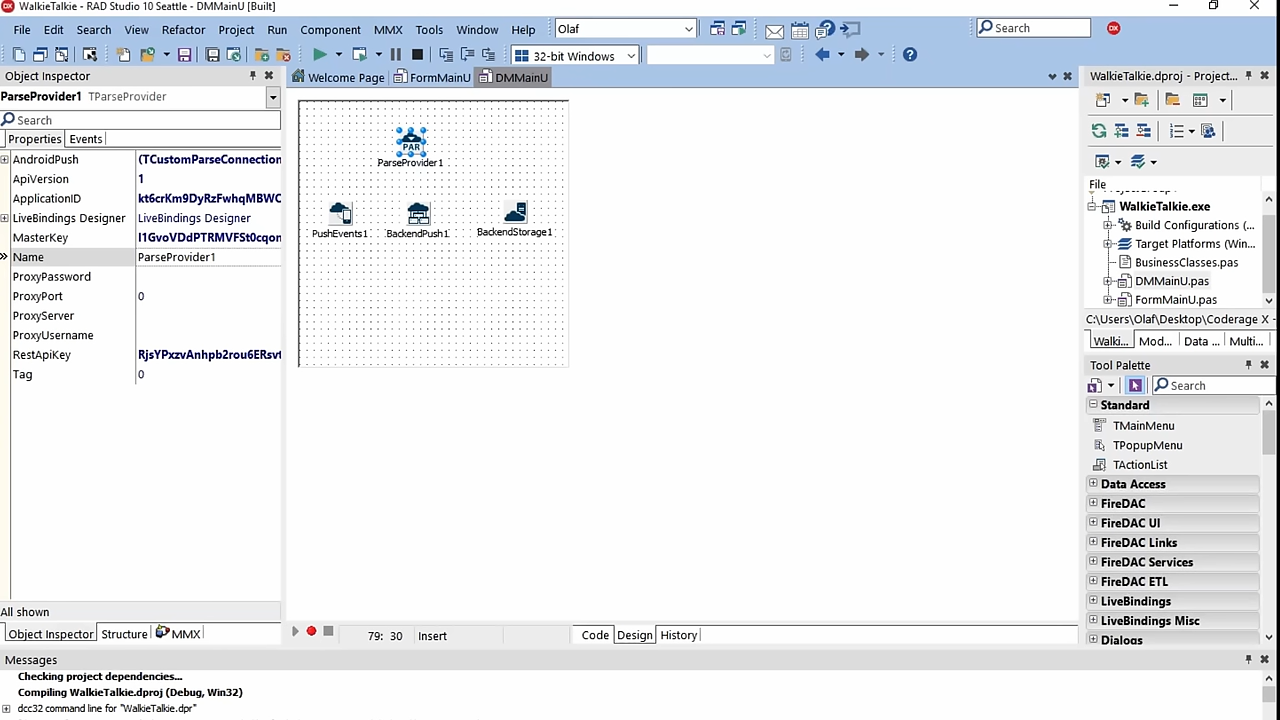 WalkieTalkie - RAD Studio 10 Seattle - DMMainU [Built]
File Edit Search View Refactor Project Run Component MMX Tools Window Help Olaf Search
32-bit Windows
Object Inspector
ParseProvider1 TParseProvider
Search
Properties Events
AndroidPush (TCustomParseConnection
ApiVersion 1
ApplicationID kt6crKm9DyRzFwhqMBWC
LiveBindings Designer LiveBindings Designer
MasterKey I1GvoVDdPTRMVFSt0cqon
Name ParseProvider1
ProxyPassword
ProxyPort 0
ProxyServer
ProxyUsername
RestApiKey RjsYPxzvAnhpb2rou6ERsvt
Tag 0
All shown
Object Inspector Structure MMX
Welcome Page FormMainU DMMainU
PAR
ParseProvider1
PushEvents1 BackendPush1 BackendStorage1
79: 30 Insert Code Design History
WalkieTalkie.dproj - Project...
File
WalkieTalkie.exe
Build Configurations (...
Target Platforms (Win...
BusinessClasses.pas
DMMainU.pas
FormMainU.pas
C:\Users\Olaf\Desktop\Coderage X -
Walki... Mod... Data ... Multi...
Tool Palette
Search
Standard
TMainMenu
TPopupMenu
TActionList
Data Access
FireDAC
FireDAC UI
FireDAC Links
FireDAC Services
FireDAC ETL
LiveBindings
LiveBindings Misc
Dialogs
Messages
Checking project dependencies...
Compiling WalkieTalkie.dproj (Debug, Win32)
dcc32 command line for "WalkieTalkie.dpr"